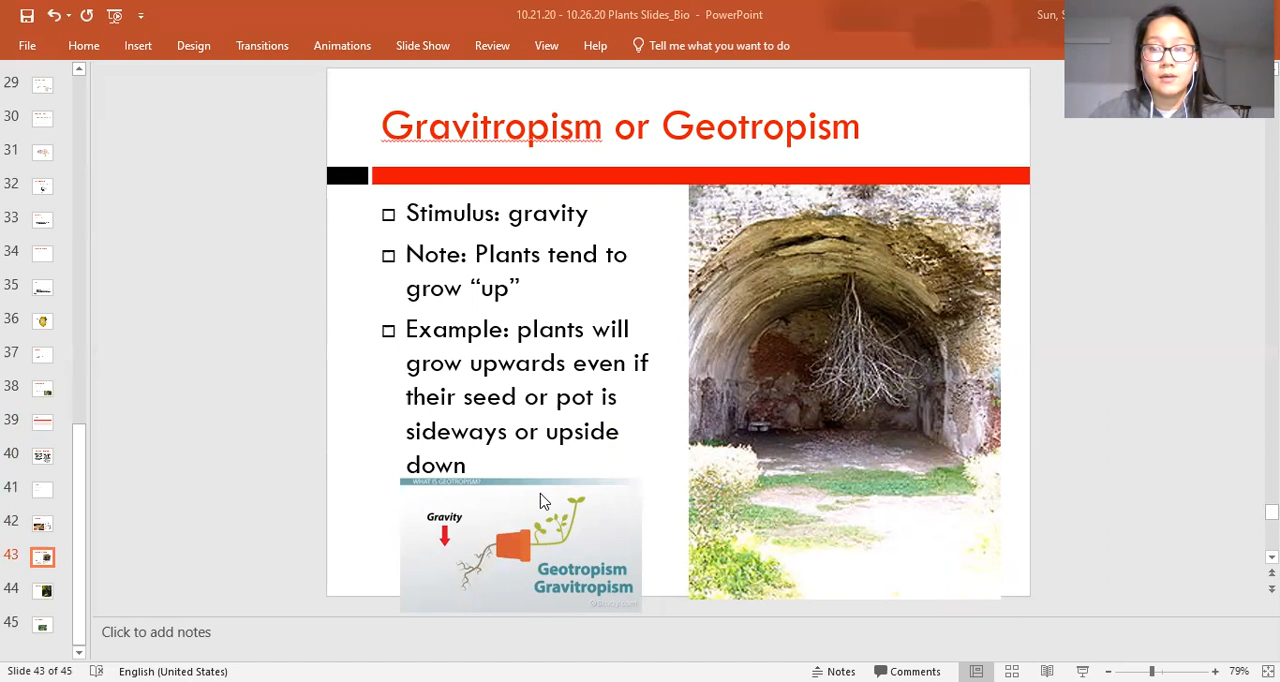 10.21.20 - 10.26.20 Plants Slides_Bio - PowerPoint
Sun,
File Home Insert Design Transitions Animations Slide Show Review View Help Tell me what you want to do
29
30
31
32
33
34
35
36
37
38
39
40
41
42
43
44
45
Gravitropism or Geotropism
Stimulus: gravity
Note: Plants tend to
grow “up”
Example: plants will
grow upwards even if
their seed or pot is
sideways or upside
down
WHAT IS GEOTROPISM?
Gravity
Geotropism
Gravitropism
Click to add notes
Slide 43 of 45 English (United States) Notes Comments 79%